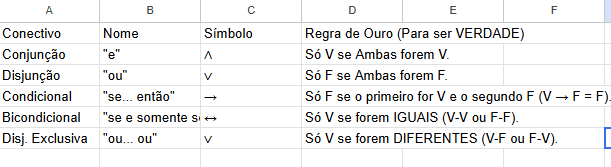 A B C D E F
Conectivo Nome Símbolo Regra de Ouro (Para ser VERDADE)
Conjunção "e" ∧ Só V se Ambas forem V.
Disjunção "ou" ∨ Só F se Ambas forem F.
Condicional "se... então" → Só F se o primeiro for V e o segundo F (V → F = F).
Bicondicional "se e somente s ↔ Só V se forem IGUAIS (V-V ou F-F).
Disj. Exclusiva "ou... ou" ∨ Só V se forem DIFERENTES (V-F ou F-V).